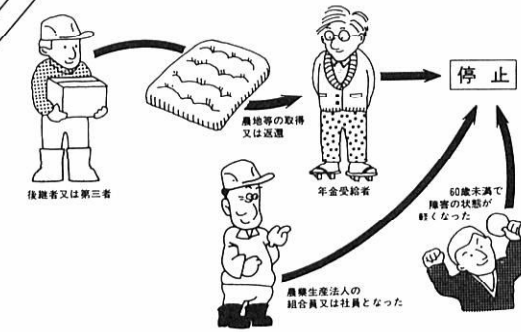 停止
農地等の取得
又は返還
後継者又は第三者
年金受給者
60歳未満で
障害の状態が
軽くなった
農業生産法人の
組合員又は社員となった